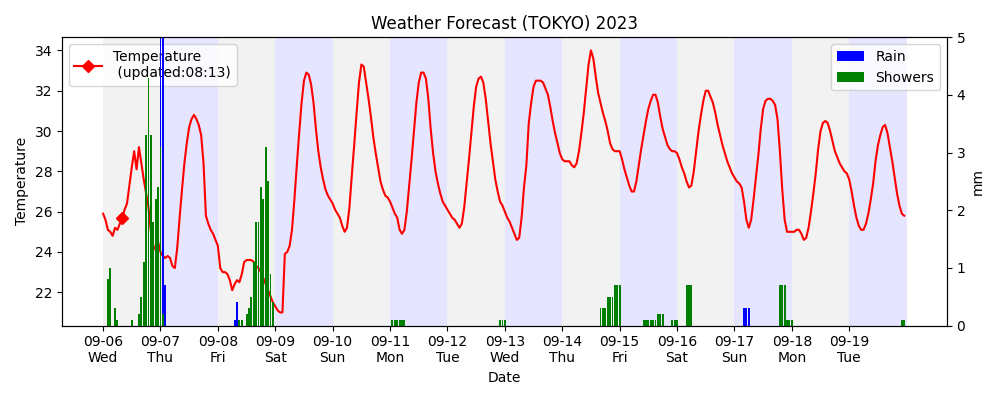 Weather Forecast (TOKYO) 2023
Temperature
(updated:08:13)
Rain
Showers
Temperature
34
32
30
28
26
24
22
5
4
3
2
1
0
mm
09-06 09-07 09-08 09-09 09-10 09-11 09-12 09-13 09-14 09-15 09-16 09-17 09-18 09-19
Wed Thu Fri Sat Sun Mon Tue Wed Thu Fri Sat Sun Mon Tue
Date